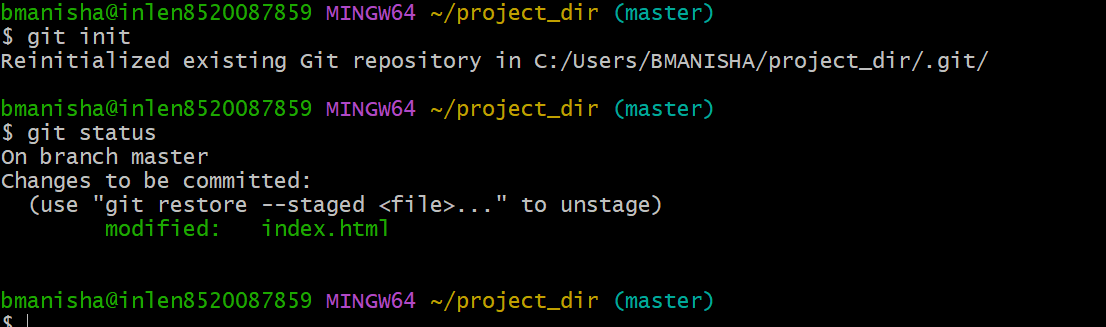 bmanisha@inlen8520087859 MINGW64 ~/project_dir (master)
$ git init
Reinitialized existing Git repository in C:/Users/BMANISHA/project_dir/.git/
bmanisha@inlen8520087859 MINGW64 ~/project_dir (master)
$ git status
On branch master
Changes to be committed:
  (use "git restore --staged <file>..." to unstage)
        modified:   index.html
bmanisha@inlen8520087859 MINGW64 ~/project_dir (master)
$